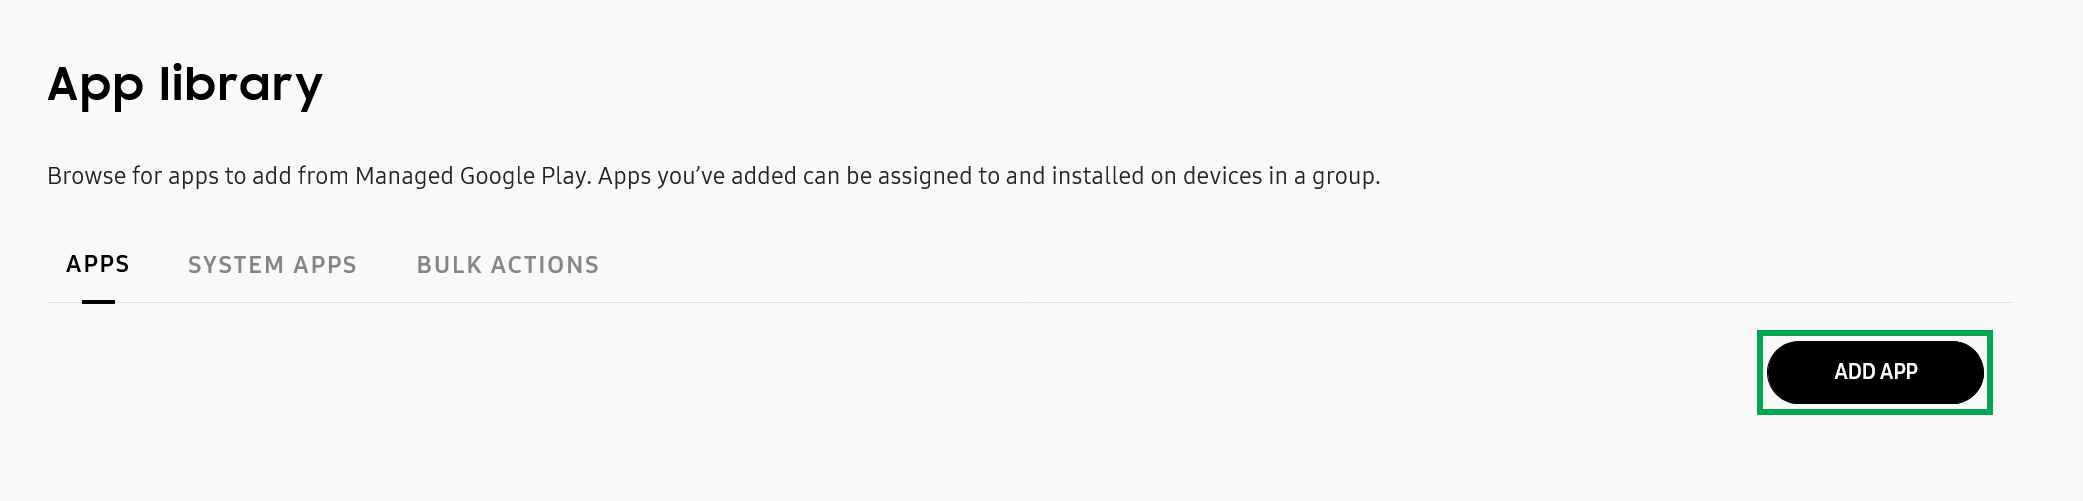 App library
Browse for apps to add from Managed Google Play. Apps you’ve added can be assigned to and installed on devices in a group.
APPS SYSTEM APPS BULK ACTIONS
ADD APP